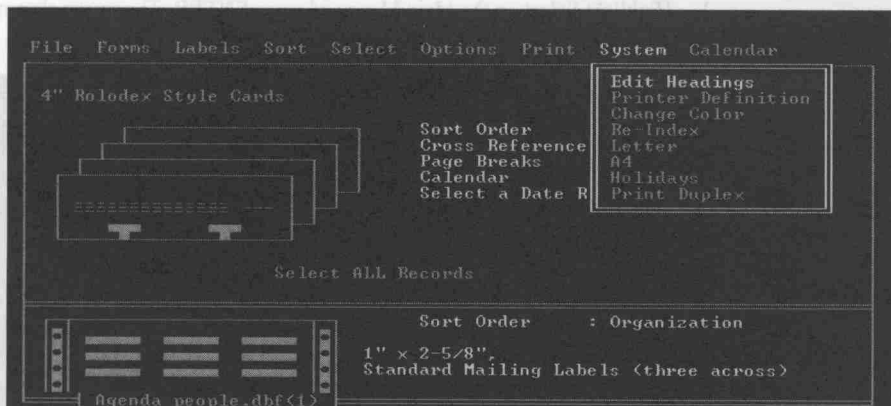 File Forms Labels Sort Select Options Print System Calendar
4" Rolodex Style Cards
Edit Headings
Printer Definition
Change Color
Re-Index
Letter
A4
Holidays
Print Duplex
Sort Order
Cross Reference
Page Breaks
Calendar
Select a Date R
Select ALL Records
Sort Order : Organization
1" x 2-5/8",
Standard Mailing Labels (three across)
Agenda people.dbf(1)